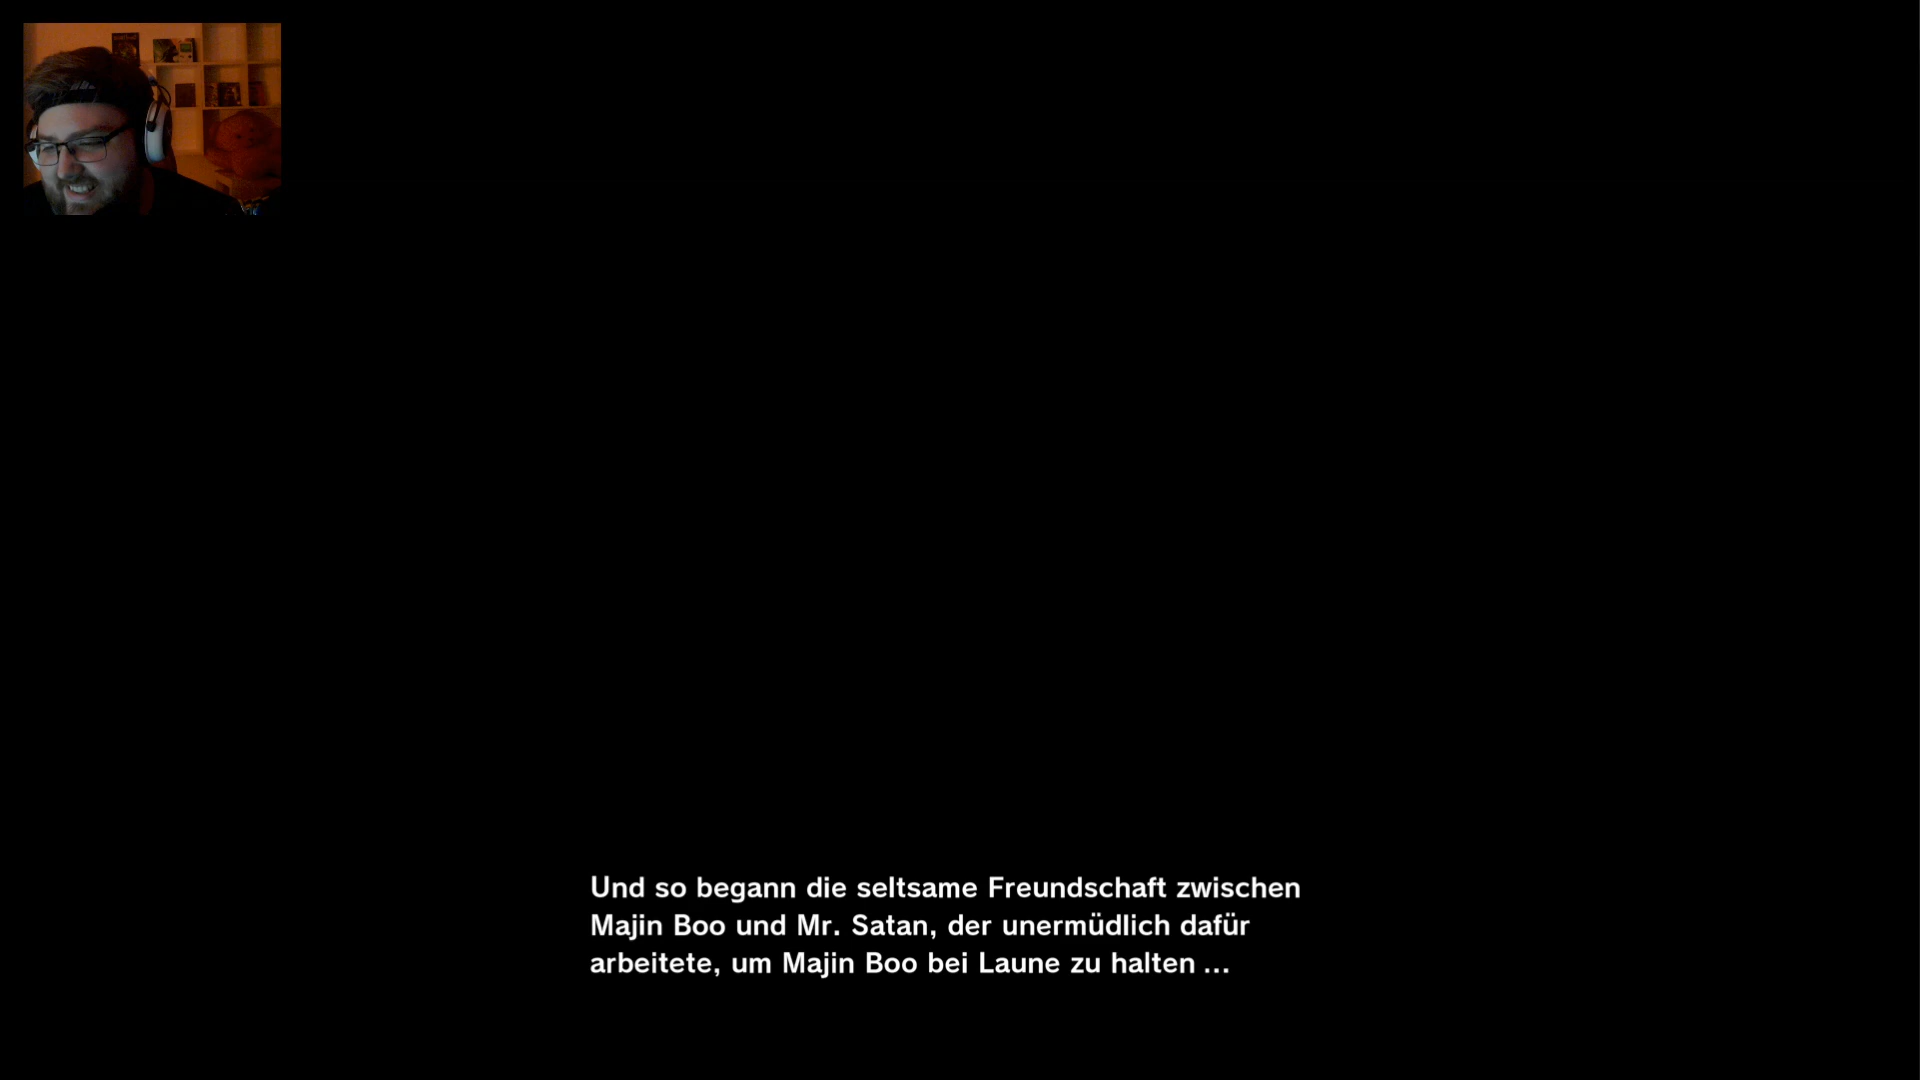 Und so begann die seltsame Freundschaft zwischen
Majin Boo und Mr. Satan, der unermüdlich dafür
arbeitete, um Majin Boo bei Laune zu halten ...